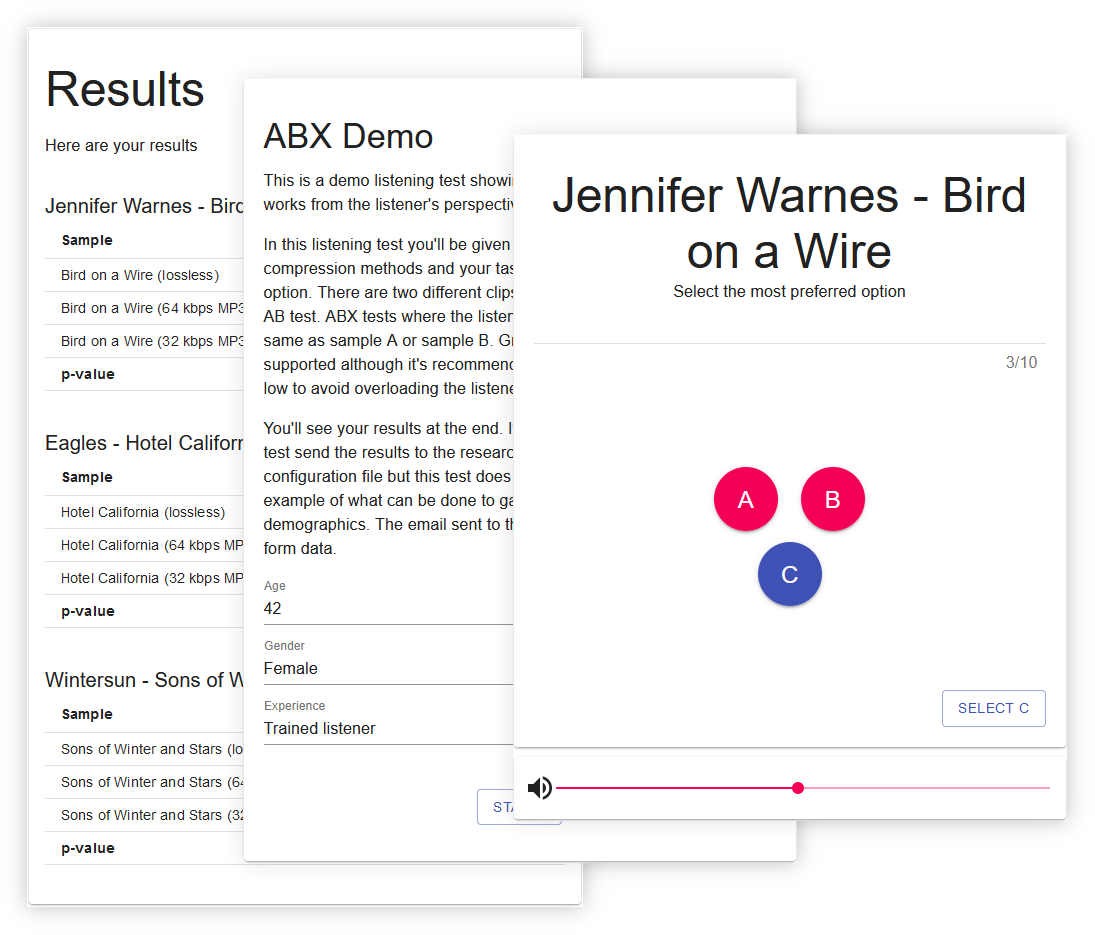 Results
Here are your results
Jennifer Warnes - Bird
Sample
Bird on a Wire (lossless)
Bird on a Wire (64 kbps MP3
Bird on a Wire (32 kbps MP3
p-value
Eagles - Hotel Californ
Sample
Hotel California (lossless)
Hotel California (64 kbps MP
Hotel California (32 kbps MP
p-value
Wintersun - Sons of W
Sample
Sons of Winter and Stars (lo
Sons of Winter and Stars (64
Sons of Winter and Stars (32
p-value
ABX Demo
This is a demo listening test showi
works from the listener's perspectiv
In this listening test you'll be given
compression methods and your tas
option. There are two different clips
AB test. ABX tests where the listen
same as sample A or sample B. Gr
supported although it's recommend
low to avoid overloading the listene
You'll see your results at the end. I
test send the results to the resear
configuration file but this test does
example of what can be done to ga
demographics. The email sent to th
form data.
Age
42
Gender
Female
Experience
Trained listener
STA
Jennifer Warnes - Bird
on a Wire
Select the most preferred option
3/10
A
B
C
SELECT C